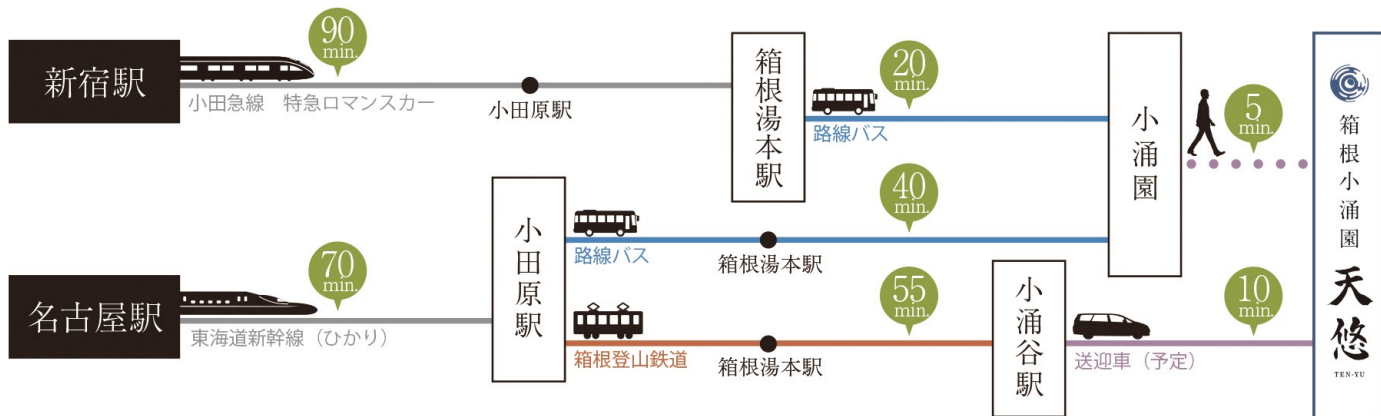 新宿駅
90
min.
小田急線　特急ロマンスカー
小田原駅
箱根湯本駅
20
min.
路線バス
小涌園
5
min.
名古屋駅
70
min.
東海道新幹線（ひかり）
小田原駅
路線バス
箱根湯本駅
40
min.
箱根登山鉄道
箱根湯本駅
55
min.
小涌谷駅
10
min.
送迎車（予定）
箱根小涌園
天悠
TEN-YU